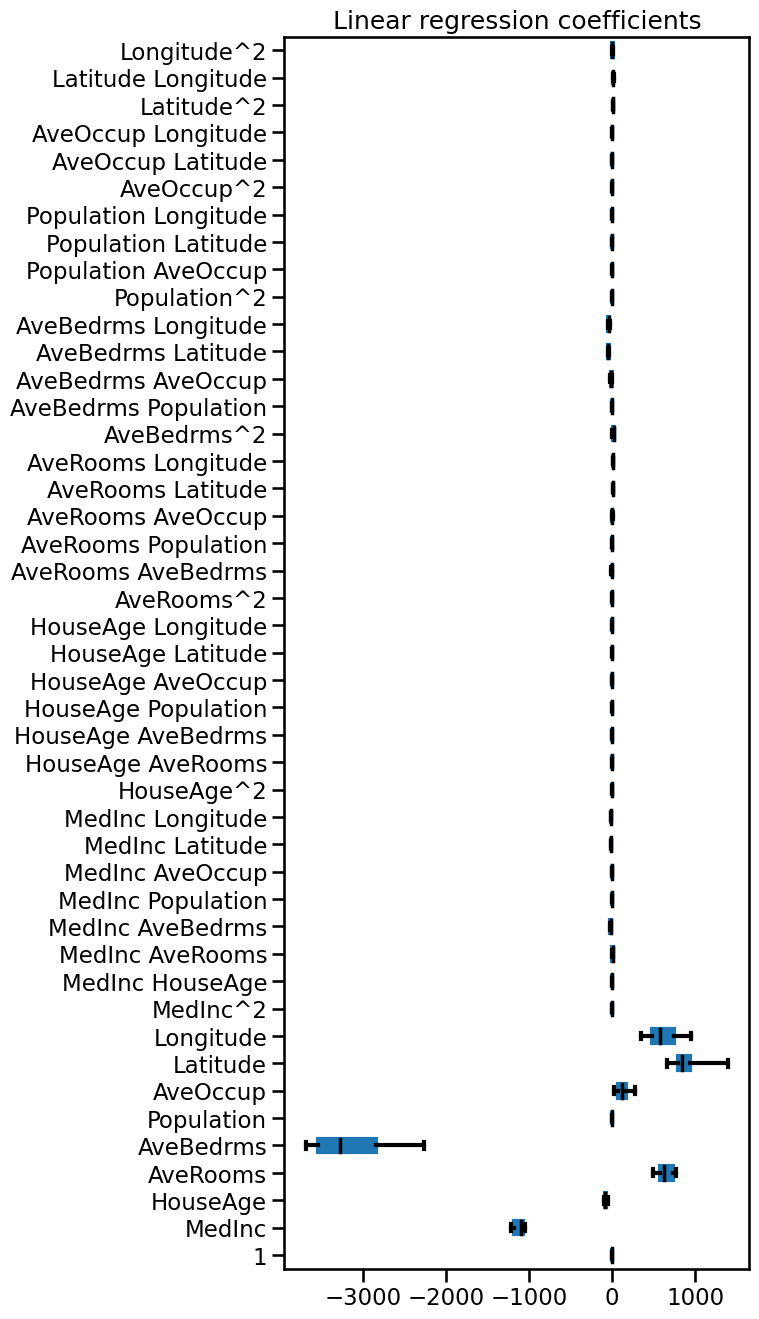 Linear regression coefficients
Longitude^2
Latitude Longitude
Latitude^2
AveOccup Longitude
AveOccup Latitude
AveOccup^2
Population Longitude
Population Latitude
Population AveOccup
Population^2
AveBedrms Longitude
AveBedrms Latitude
AveBedrms AveOccup
AveBedrms Population
AveBedrms^2
AveRooms Longitude
AveRooms Latitude
AveRooms AveOccup
AveRooms Population
AveRooms AveBedrms
AveRooms^2
HouseAge Longitude
HouseAge Latitude
HouseAge AveOccup
HouseAge Population
HouseAge AveBedrms
HouseAge AveRooms
HouseAge^2
MedInc Longitude
MedInc Latitude
MedInc AveOccup
MedInc Population
MedInc AveBedrms
MedInc AveRooms
MedInc HouseAge
MedInc^2
Longitude
Latitude
AveOccup
Population
AveBedrms
AveRooms
HouseAge
MedInc
1
−3000 −2000 −1000 0 1000